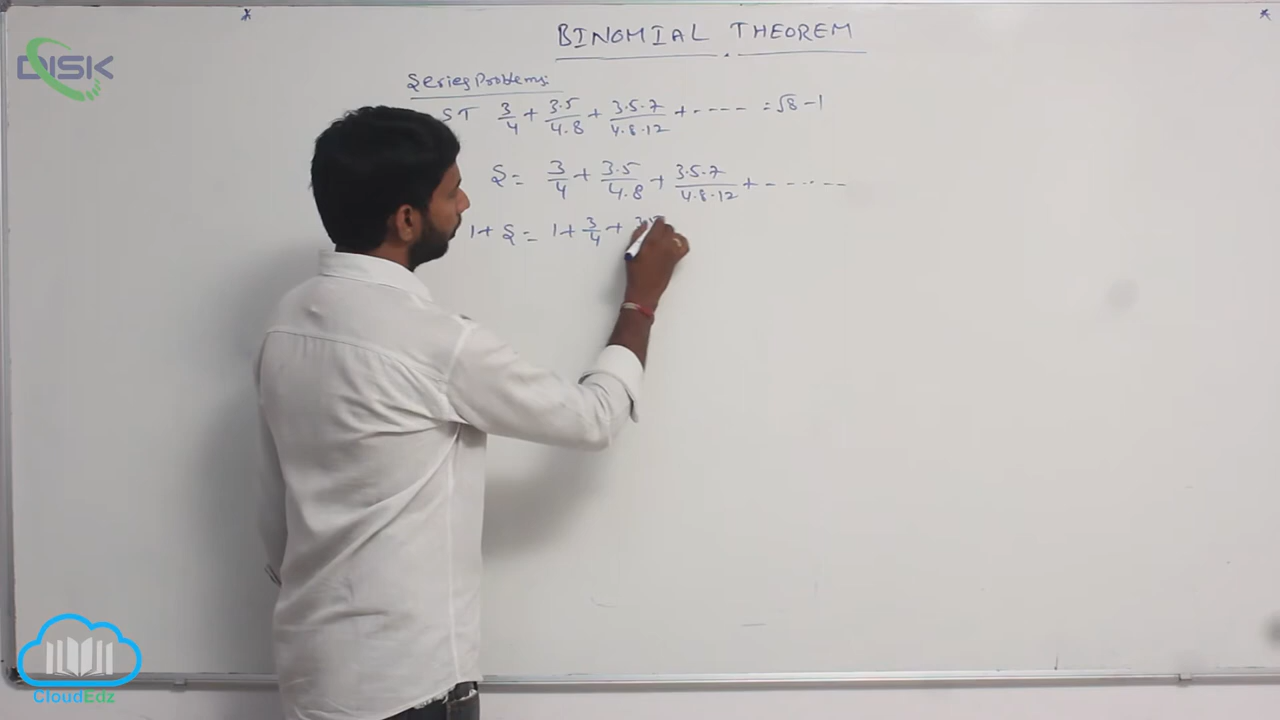 DISK
BINOMIAL THEOREM
Series Problems:
ST 3/4 + 3.5/4.8 + 3.5.7/4.8.12 + ---- = √8 - 1
S = 3/4 + 3.5/4.8 + 3.5.7/4.8.12 + ------
1 + S = 1 + 3/4 +
CloudEdz